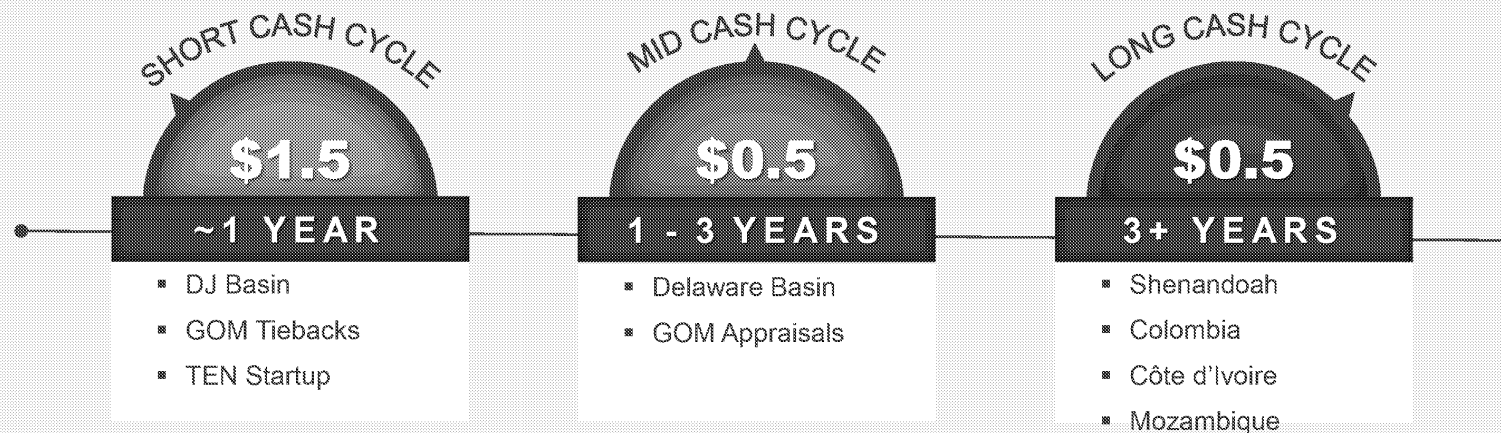 SHORT CASH CYCLE
$1.5
~1 YEAR
▪ DJ Basin
▪ GOM Tiebacks
▪ TEN Startup
MID CASH CYCLE
$0.5
1 - 3 YEARS
▪ Delaware Basin
▪ GOM Appraisals
LONG CASH CYCLE
$0.5
3+ YEARS
▪ Shenandoah
▪ Colombia
▪ Côte d'Ivoire
▪ Mozambique